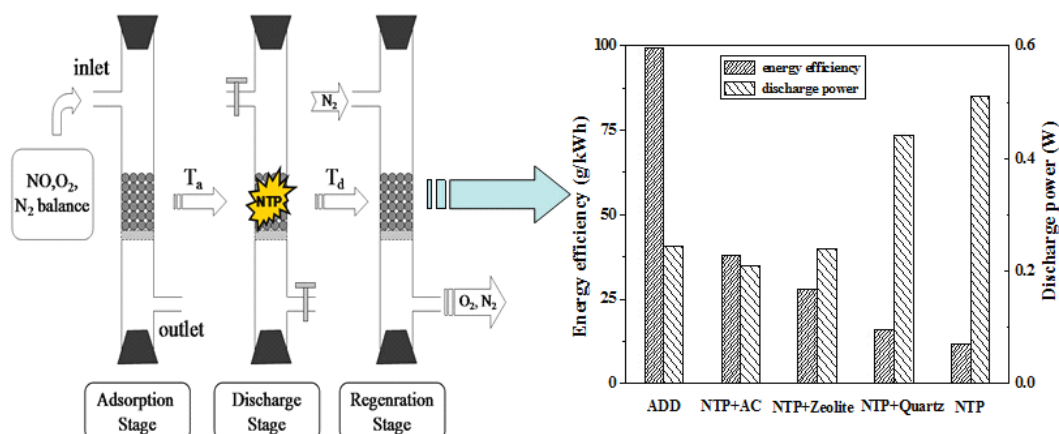 inlet
NO,O₂,
N₂ balance
Tₐ
NTP
N₂
T_d
O₂, N₂
outlet
Adsorption
Stage
Discharge
Stage
Regenration
Stage
energy efficiency
discharge power
Energy efficiency (g/kWh)
100
75
50
25
0
Discharge power (W)
0.6
0.4
0.2
0.0
ADD
NTP+AC
NTP+Zeolite
NTP+Quartz
NTP